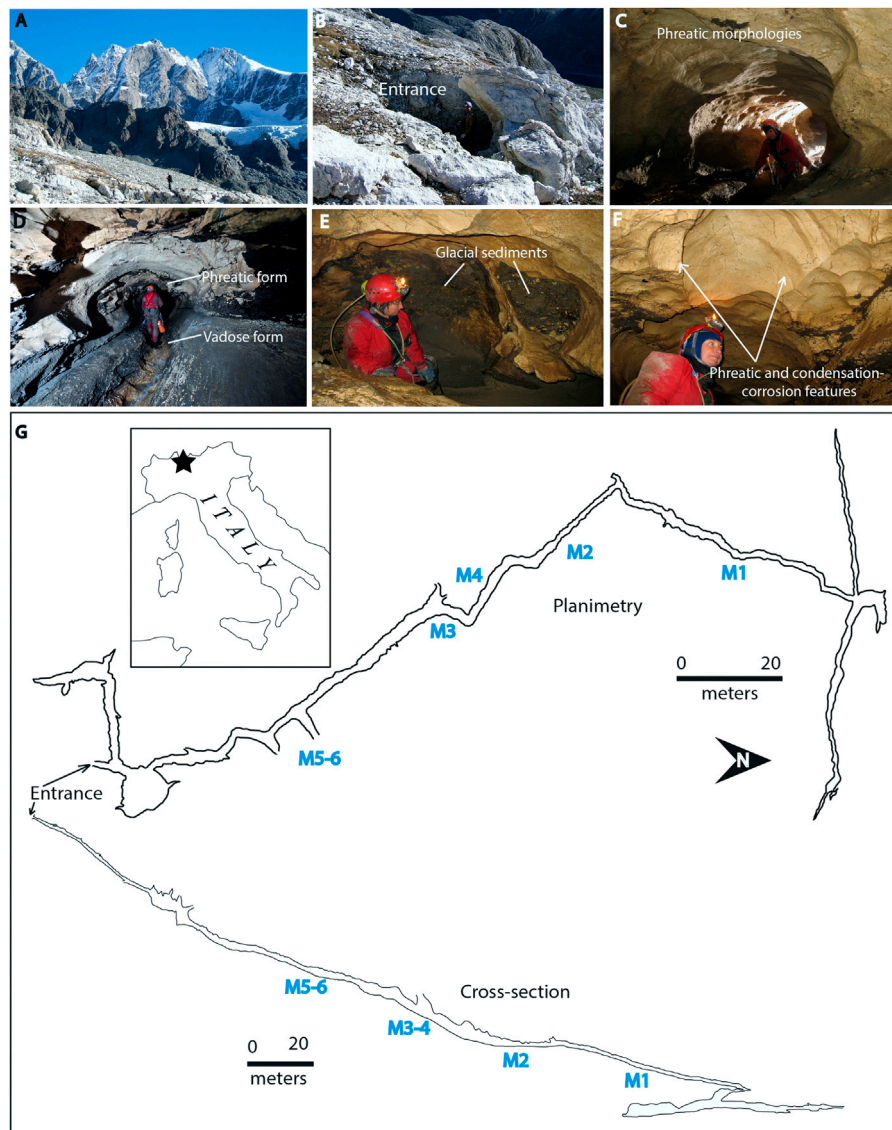 A
B
Entrance
C
Phreatic morphologies
D
Phreatic form
Vadose form
E
Glacial sediments
F
Phreatic and condensation-
corrosion features
G
ITALY
M4
M2
M1
M3
Planimetry
0 20
meters
M5-6
N
Entrance
M5-6
Cross-section
M3-4
0 20
meters
M2
M1